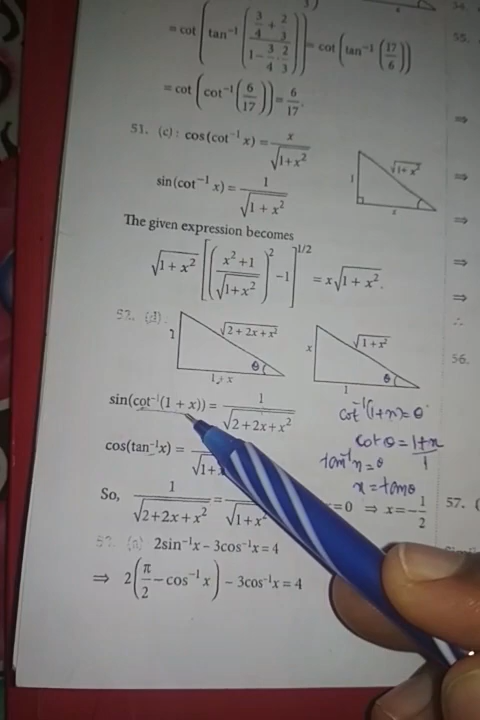 = cot(tan⁻¹((3/4 + 2/3)/(1 − 3/4·2/3))) = cot(tan⁻¹(17/6))
= cot(cot⁻¹(6/17)) = 6/17.
51. (c) : cos(cot⁻¹ x) = x/√(1+x²)
sin(cot⁻¹ x) = 1/√(1 + x²)
1 √(1+x²) x
The given expression becomes
√(1 + x²) [((x² +1)/√(1+x²))² −1]^(1/2) = x√(1 + x²).
52. (d) 1 √(2 + 2x + x²) θ 1 + x
x √(1 + x²) θ 1
sin(cot⁻¹(1 + x)) = 1/√(2 + 2x + x²)
cot⁻¹(1+x) = θ
cot θ = (1+x)/1
cos(tan⁻¹x) =
tan⁻¹x = θ
x = tan θ
So, 1/√(2+2x + x²) = /√(1+x² =0 ⇒ x = −1/2
2sin⁻¹x – 3cos⁻¹x = 4
⇒ 2(π/2 – cos⁻¹ x) – 3cos⁻¹x = 4
55.
⇒
⇒
⇒
⇒
⇒
∴
56.
57. (